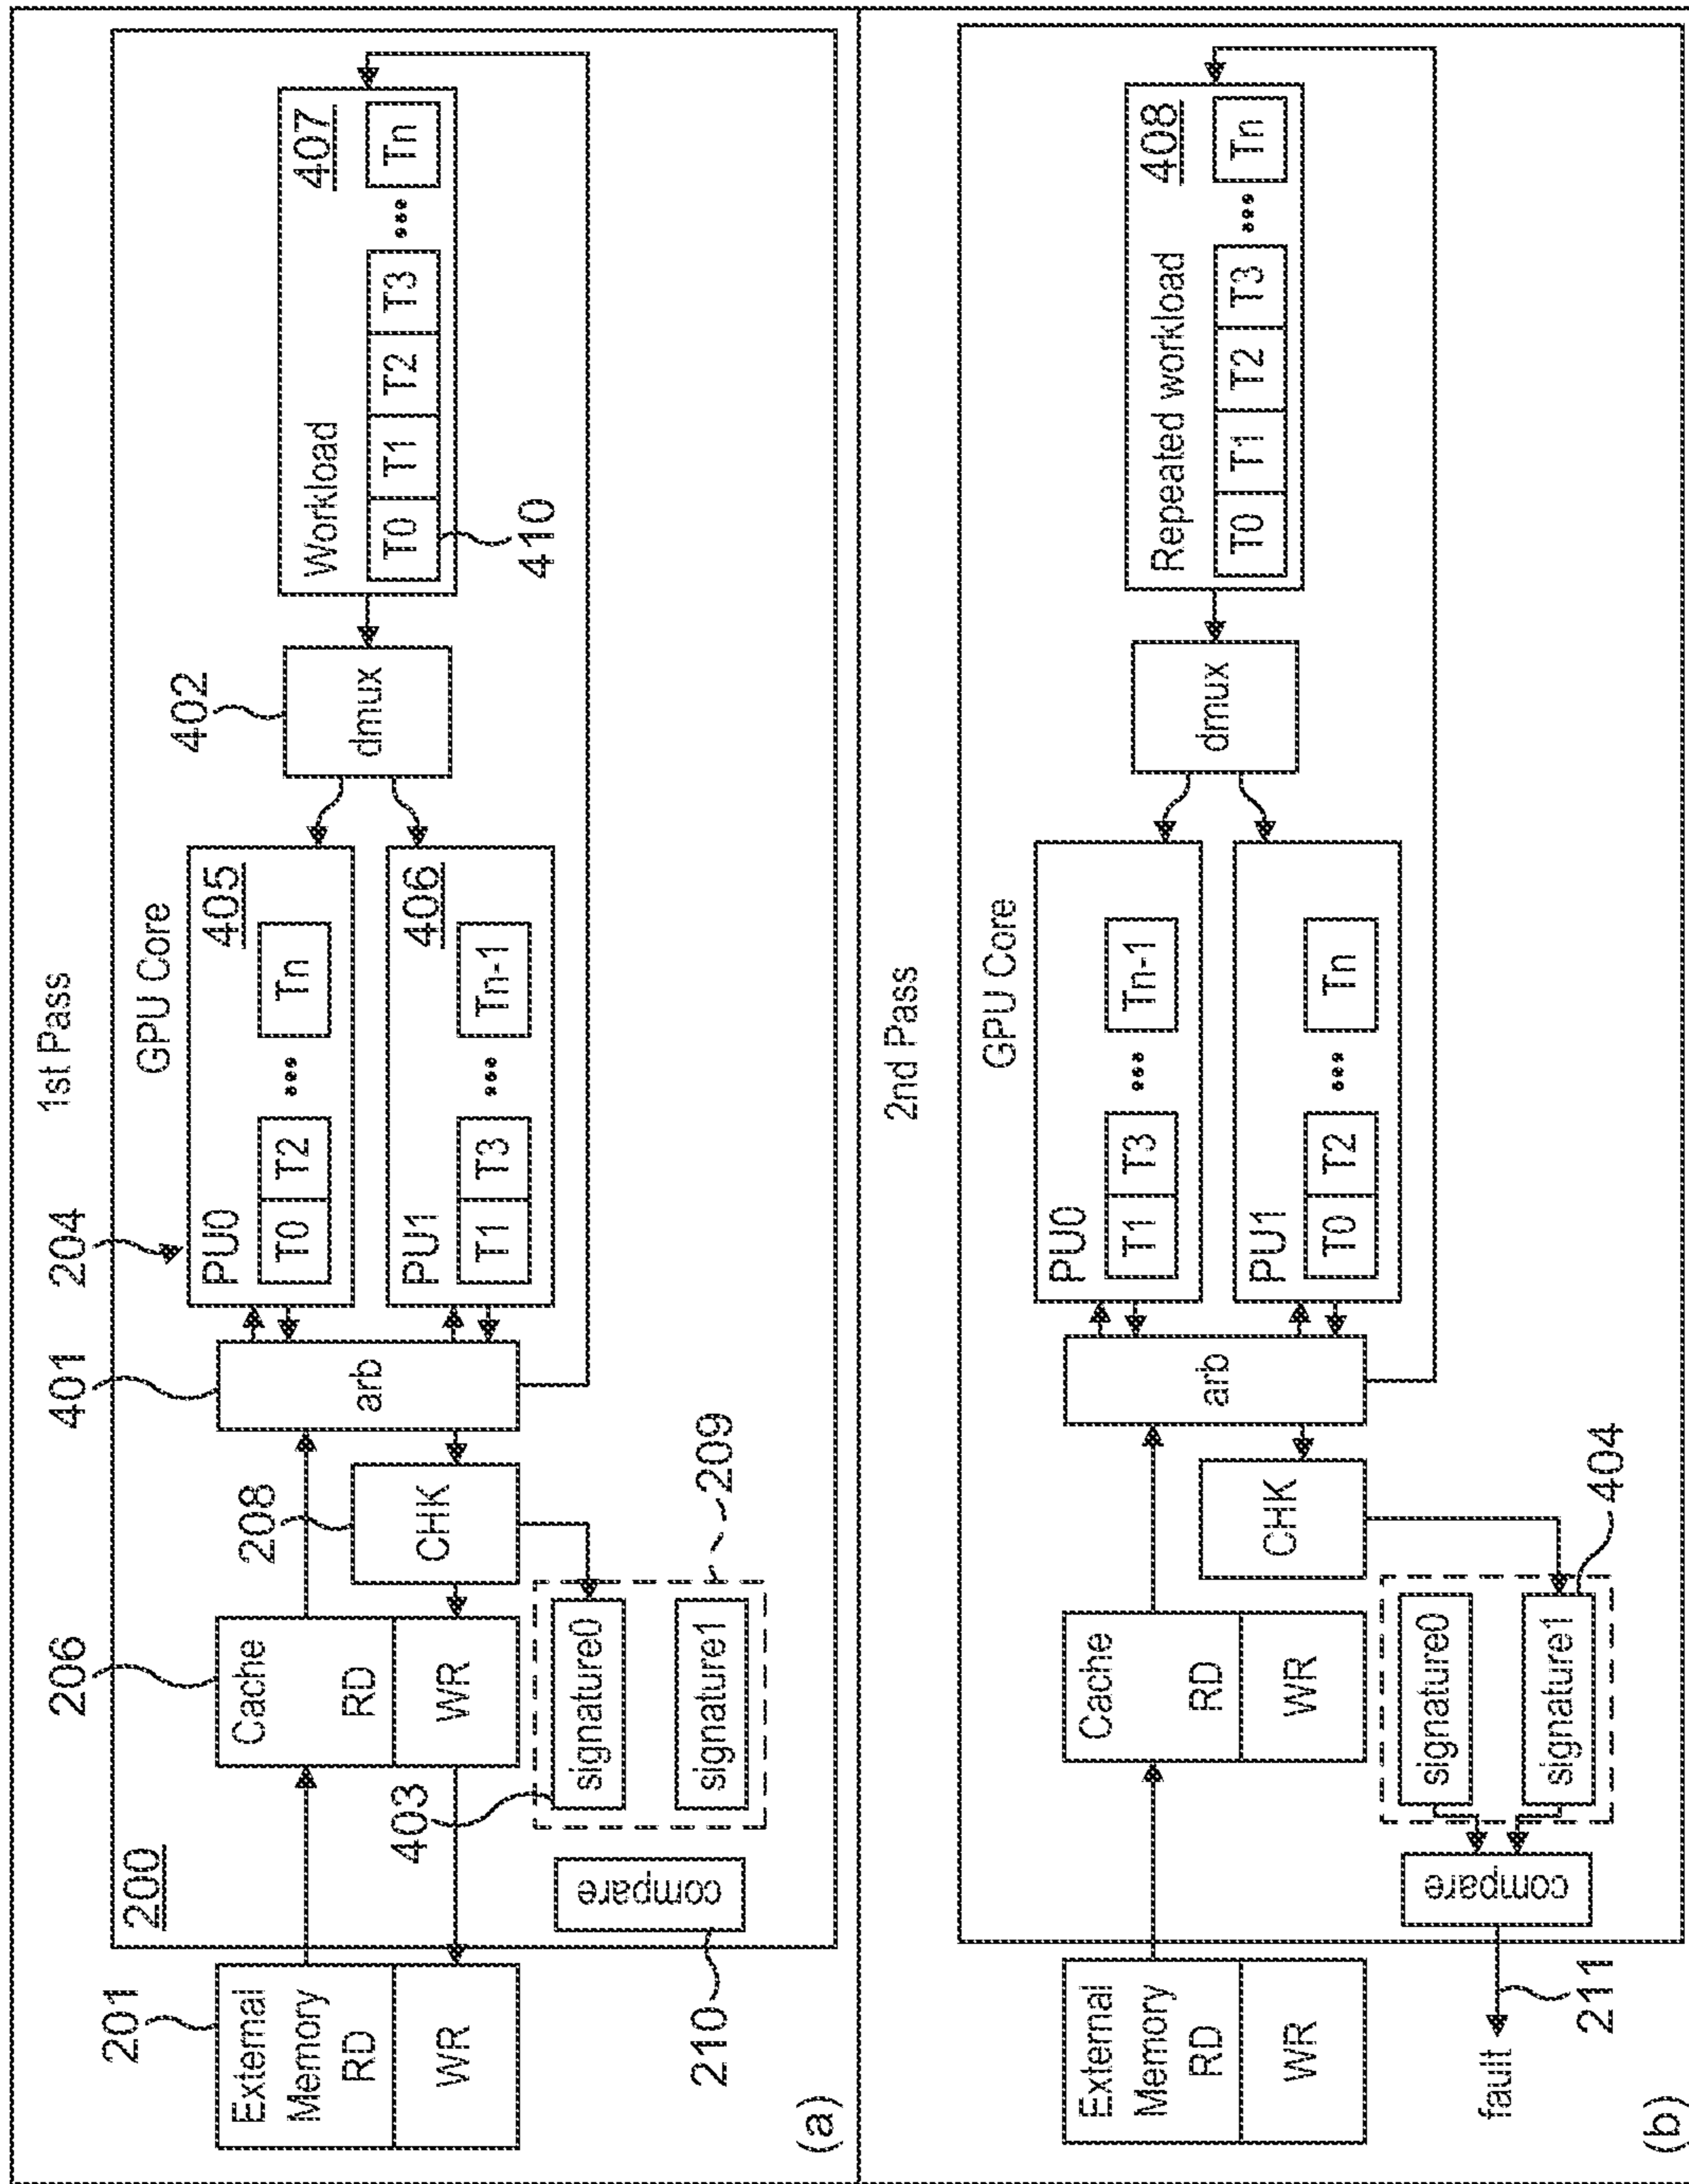 1st Pass
200
GPU Core
201
External
Memory
RD
WR
206
Cache
RD
WR
208
CHK
401
arb
204
PU0
405
T0 T2 ... Tn
PU1
406
T1 T3 ... Tn-1
402
dmux
Workload
407
T0 T1 T2 T3 ... Tn
410
403
signature0
signature1
209
compare
210
(a)
2nd Pass
GPU Core
External
Memory
RD
WR
Cache
RD
WR
CHK
arb
PU0
T1 T3 ... Tn-1
PU1
T0 T2 ... Tn
dmux
Repeated workload
408
T0 T1 T2 T3 ... Tn
signature0
signature1
404
compare
fault
211
(b)